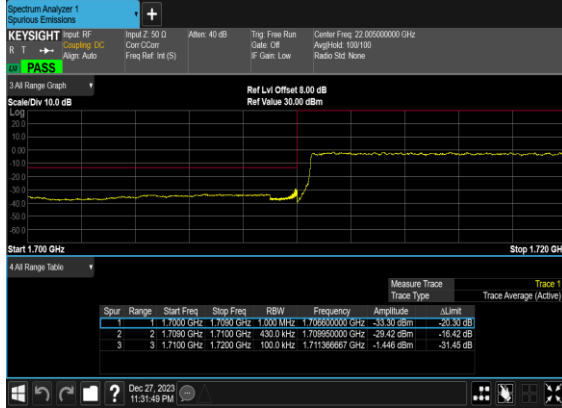 Spectrum Analyzer 1
Spurious Emissions
+
KEYSIGHT Input: RF Input Z: 50 Ω Atten: 40 dB Trig: Free Run Center Freq: 22.005000000 GHz
R T Coupling: DC Corr CCorr Gate: Off Avg|Hold: 100/100
Align: Auto Freq Ref: Int (S) IF Gain: Low Radio Std: None
PASS
3 All Range Graph
Ref Lvl Offset 8.00 dB
Scale/Div 10.0 dB Ref Value 30.00 dBm
Log
20.0
10.0
0.00
-10.0
-20.0
-30.0
-40.0
-50.0
-60.0
Start 1.700 GHz Stop 1.720 GH
4 All Range Table
Measure Trace Trace 1
Trace Type Trace Average (Active)
Spur Range Start Freq Stop Freq RBW Frequency Amplitude ΔLimit
1 1 1.7000 GHz 1.7090 GHz 1.000 MHz 1.706600000 GHz -33.30 dBm -20.30 dB
2 2 1.7090 GHz 1.7100 GHz 430.0 kHz 1.709950000 GHz -29.42 dBm -16.42 dB
3 3 1.7100 GHz 1.7200 GHz 100.0 kHz 1.711366667 GHz -1.446 dBm -31.45 dB
? Dec 27, 2023
11:31:49 PM